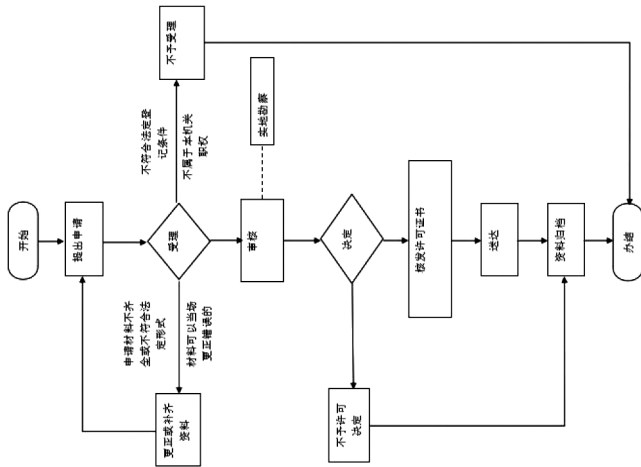 开始
提出申请
受理
不符合法定登
记条件
不属于本机关
职权
不予受理
申请材料不齐
全或不符合法
定形式
材料可以当场
更正错误的
更正或补齐
资料
审核
实地勘察
决定
不予许可
决定
核发许可证书
送达
资料归档
办结